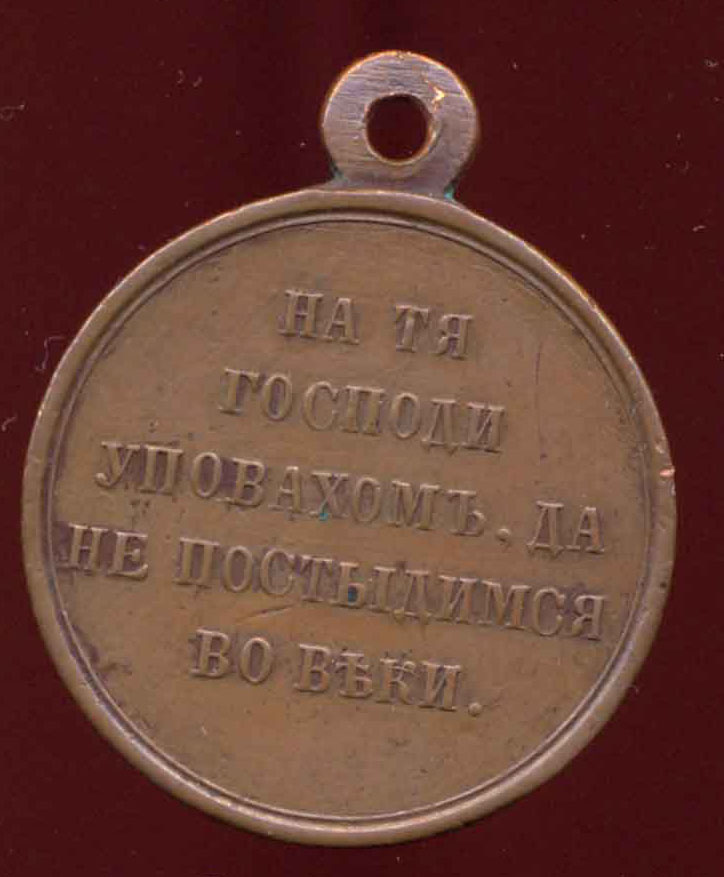 НА ТЯ
ГОСПОДИ
УПОВАХОМЪ, ДА
НЕ ПОСТЫДИМСЯ
ВО ВѢКИ.